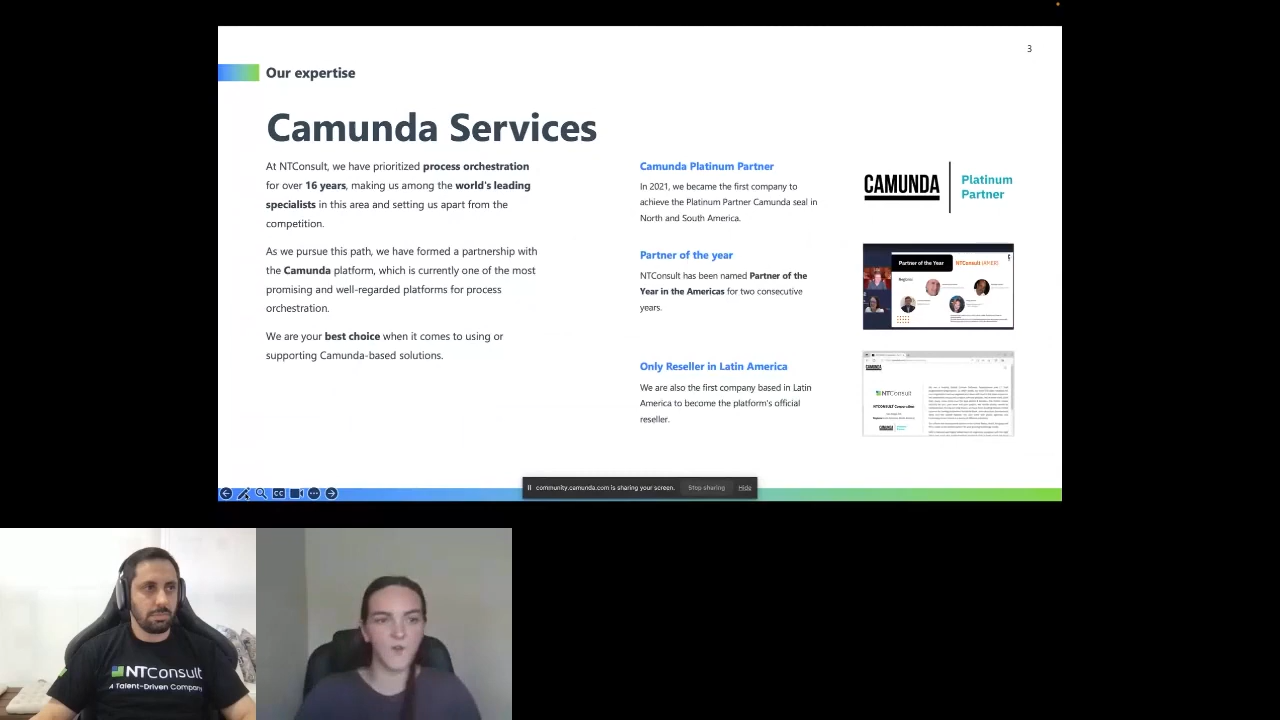 3
Our expertise
Camunda Services
At NTConsult, we have prioritized process orchestration
for over 16 years, making us among the world's leading
specialists in this area and setting us apart from the
competition.
As we pursue this path, we have formed a partnership with
the Camunda platform, which is currently one of the most
promising and well-regarded platforms for process
orchestration.
We are your best choice when it comes to using or
supporting Camunda-based solutions.
Camunda Platinum Partner
In 2021, we became the first company to
achieve the Platinum Partner Camunda seal in
North and South America.
CAMUNDA
Platinum
Partner
Partner of the year
NTConsult has been named Partner of the
Year in the Americas for two consecutive
years.
Partner of the Year
NTConsult (AMER)
Only Reseller in Latin America
We are also the first company based in Latin
America to become the platform's official
reseller.
CAMUNDA
NTConsult
NTCONSULT Corporation
CAMUNDA
CC
community.camunda.com is sharing your screen.
Stop sharing
Hide
NTConsult
A Talent-Driven Company